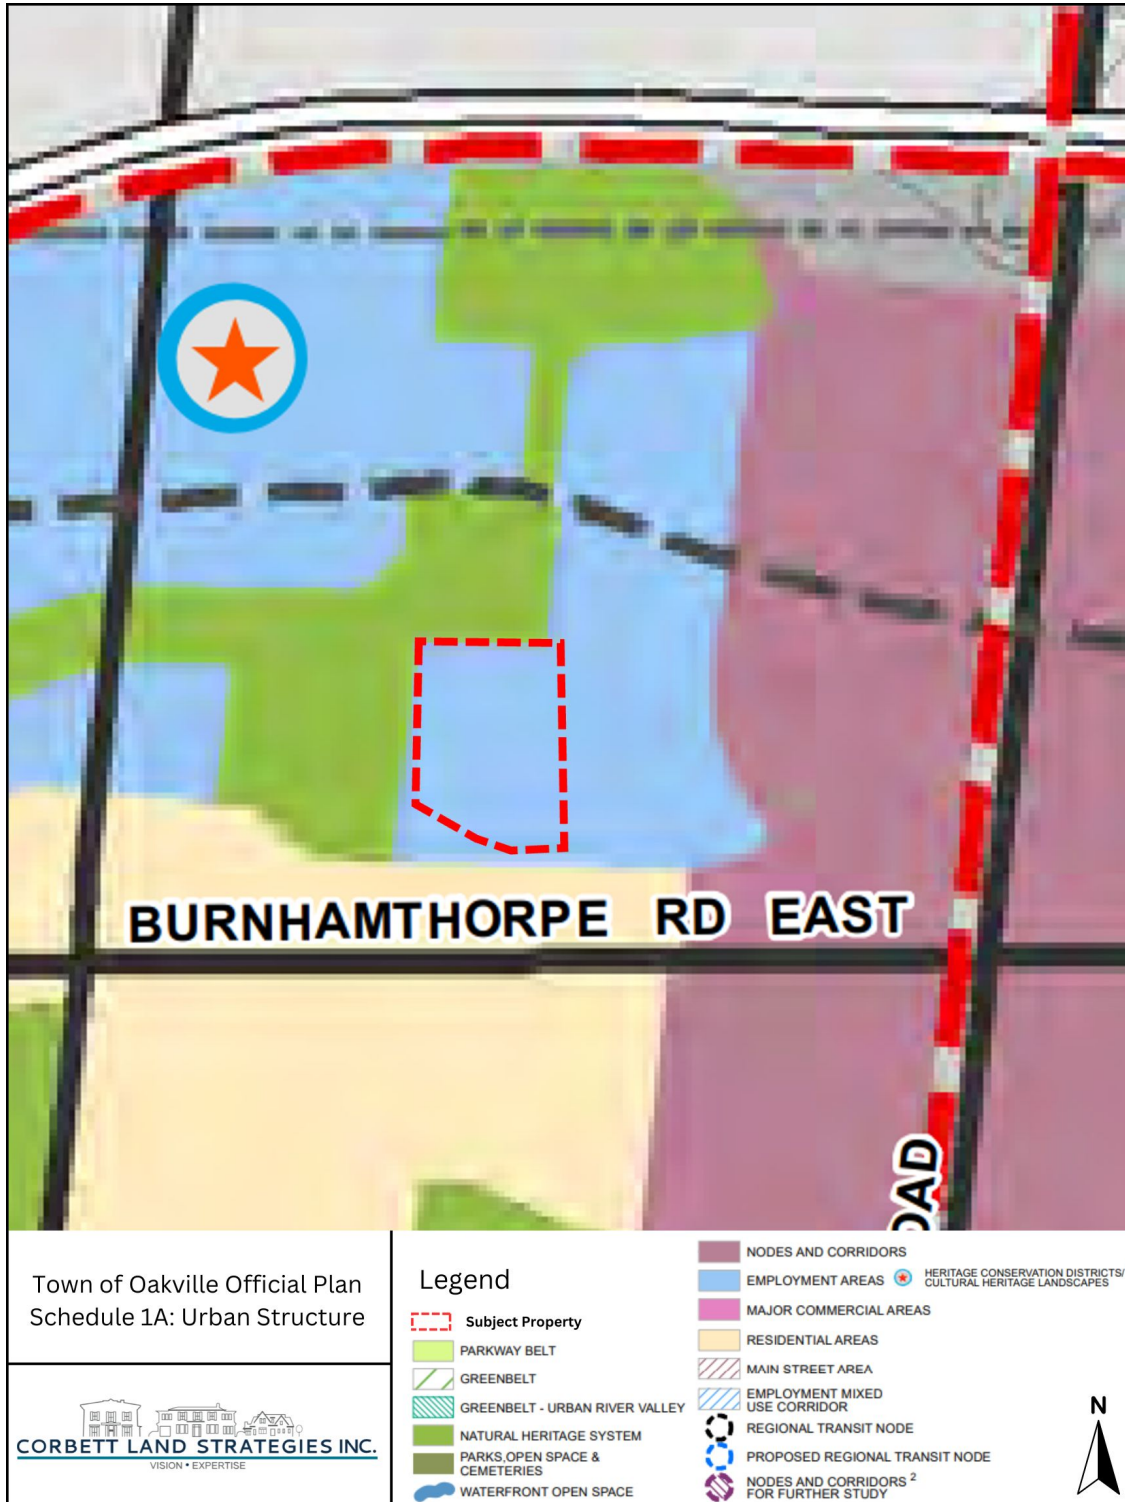 BURNHAMTHORPE RD EAST
OAD
Town of Oakville Official Plan
Schedule 1A: Urban Structure
CORBETT LAND STRATEGIES INC.
VISION • EXPERTISE
Legend
Subject Property
PARKWAY BELT
GREENBELT
GREENBELT - URBAN RIVER VALLEY
NATURAL HERITAGE SYSTEM
PARKS,OPEN SPACE &
CEMETERIES
WATERFRONT OPEN SPACE
NODES AND CORRIDORS
EMPLOYMENT AREAS
HERITAGE CONSERVATION DISTRICTS/
CULTURAL HERITAGE LANDSCAPES
MAJOR COMMERCIAL AREAS
RESIDENTIAL AREAS
MAIN STREET AREA
EMPLOYMENT MIXED
USE CORRIDOR
REGIONAL TRANSIT NODE
PROPOSED REGIONAL TRANSIT NODE
NODES AND CORRIDORS 2
FOR FURTHER STUDY
N